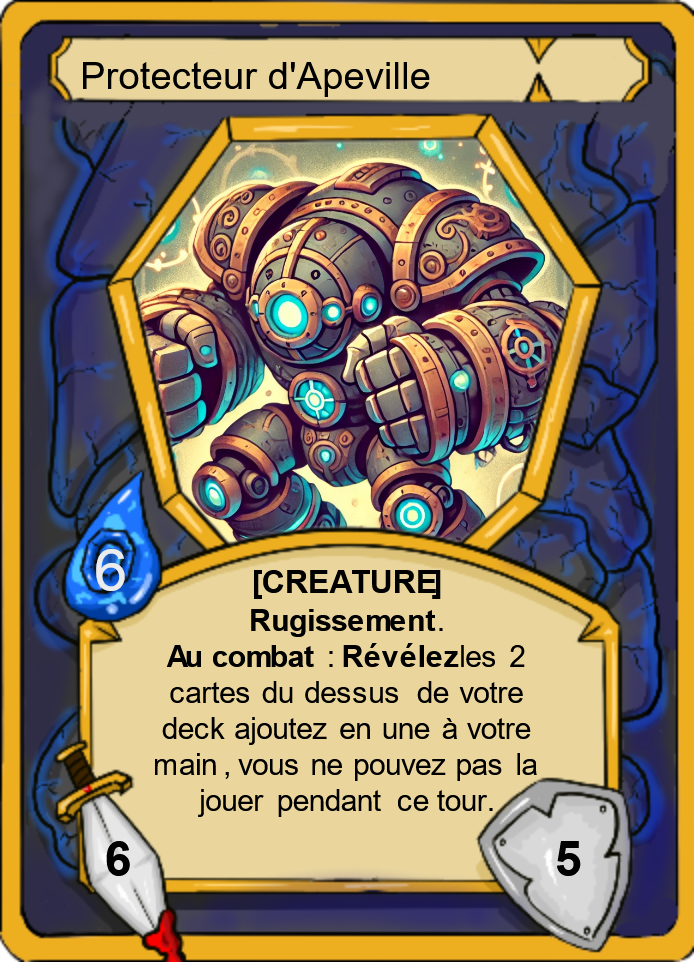 Protecteur d'Apeville
6
[CREATURE]
Rugissement.
Au combat : Révélezles 2
cartes du dessus de votre
deck ajoutez en une à votre
main , vous ne pouvez pas la
jouer pendant ce tour.
6
5